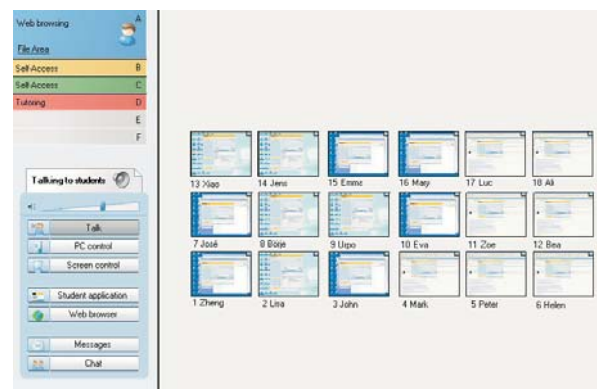 Web browsing A
File Area
Self-Access B
Self-Access C
Tutoring D
E
F
Talking to students
Talk
PC control
Screen control
Student application
Web browser
Messages
Chat
13 Xiao 14 Jens 15 Emma 16 Mary 17 Luc 18 Ali
7 José 8 Börje 9 Uipo 10 Eva 11 Zoe 12 Bea
1 Zheng 2 Lisa 3 John 4 Mark 5 Peter 6 Helen